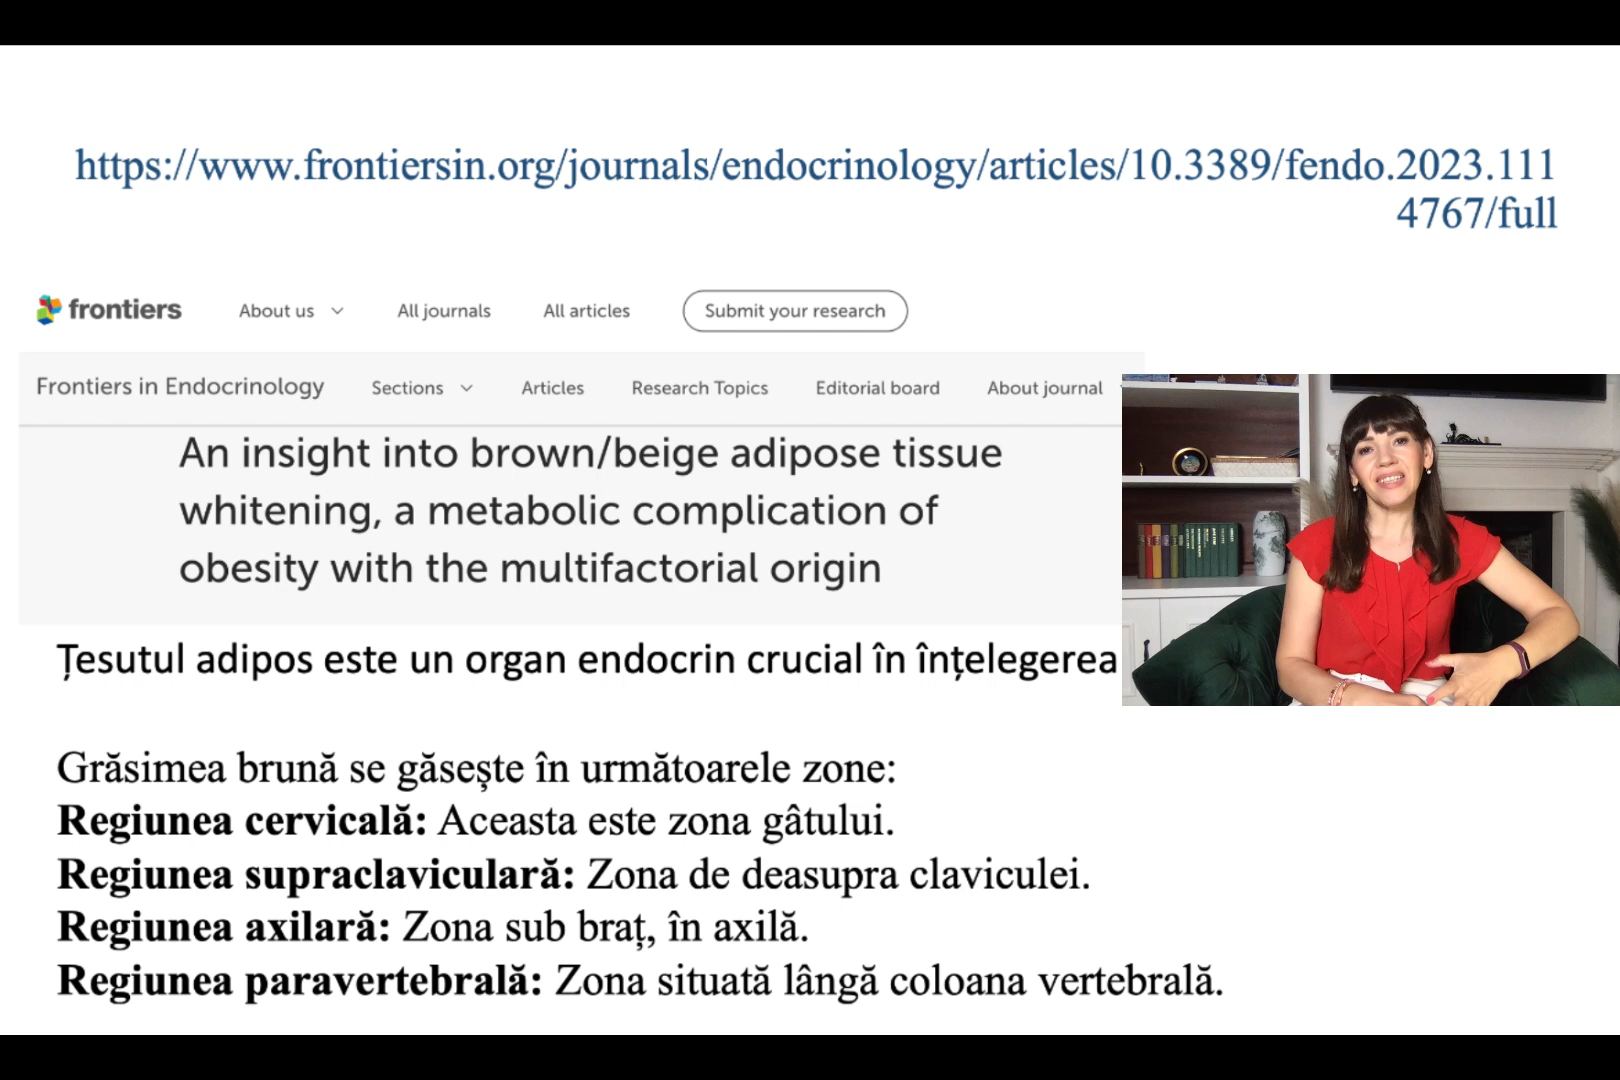 https://www.frontiersin.org/journals/endocrinology/articles/10.3389/fendo.2023.111
4767/full
frontiers About us All journals All articles Submit your research
Frontiers in Endocrinology Sections Articles Research Topics Editorial board About journal
An insight into brown/beige adipose tissue
whitening, a metabolic complication of
obesity with the multifactorial origin
Țesutul adipos este un organ endocrin crucial în înțelegerea
Grăsimea brună se găsește în următoarele zone:
Regiunea cervicală: Aceasta este zona gâtului.
Regiunea supraclaviculară: Zona de deasupra claviculei.
Regiunea axilară: Zona sub braț, în axilă.
Regiunea paravertebrală: Zona situată lângă coloana vertebrală.